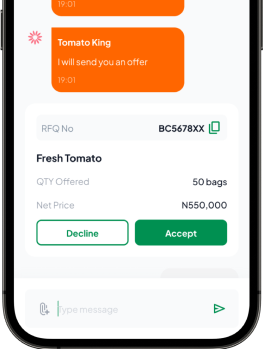 19:01
Tomato King
I will send you an offer
19:01
RFQ No BC5678XX
Fresh Tomato
QTY Offered 50 bags
Net Price N550,000
Decline Accept
Type message